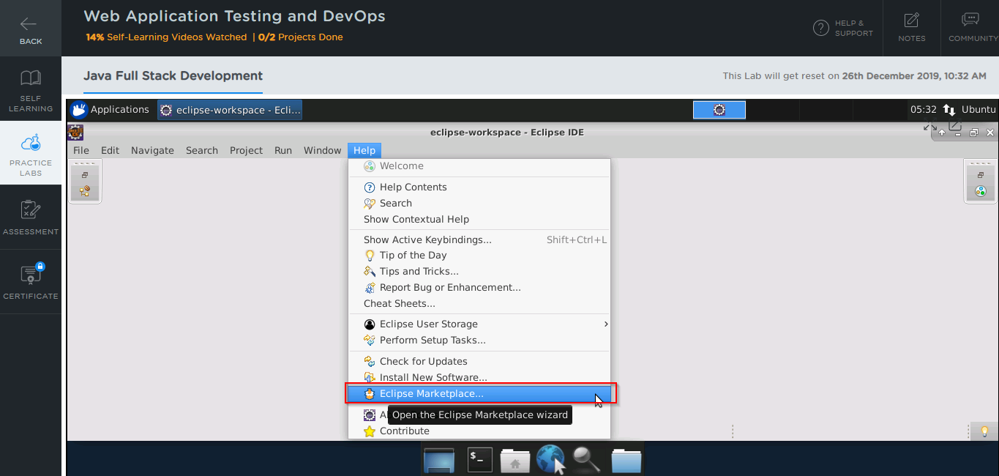 BACK
Web Application Testing and DevOps
14% Self-Learning Videos Watched | 0/2 Projects Done
HELP &
SUPPORT
NOTES
COMMUNITY
SELF
LEARNING
PRACTICE
LABS
ASSESSMENT
CERTIFICATE
Java Full Stack Development
This Lab will get reset on 26th December 2019, 10:32 AM
Applications
eclipse-workspace - Ecli...
05:32
Ubuntu
eclipse-workspace - Eclipse IDE
File Edit Navigate Search Project Run Window Help
Welcome
Help Contents
Search
Show Contextual Help
Show Active Keybindings... Shift+Ctrl+L
Tip of the Day
Tips and Tricks...
Report Bug or Enhancement...
Cheat Sheets...
Eclipse User Storage
Perform Setup Tasks...
Check for Updates
Install New Software...
Eclipse Marketplace...
Open the Eclipse Marketplace wizard
Contribute
$_